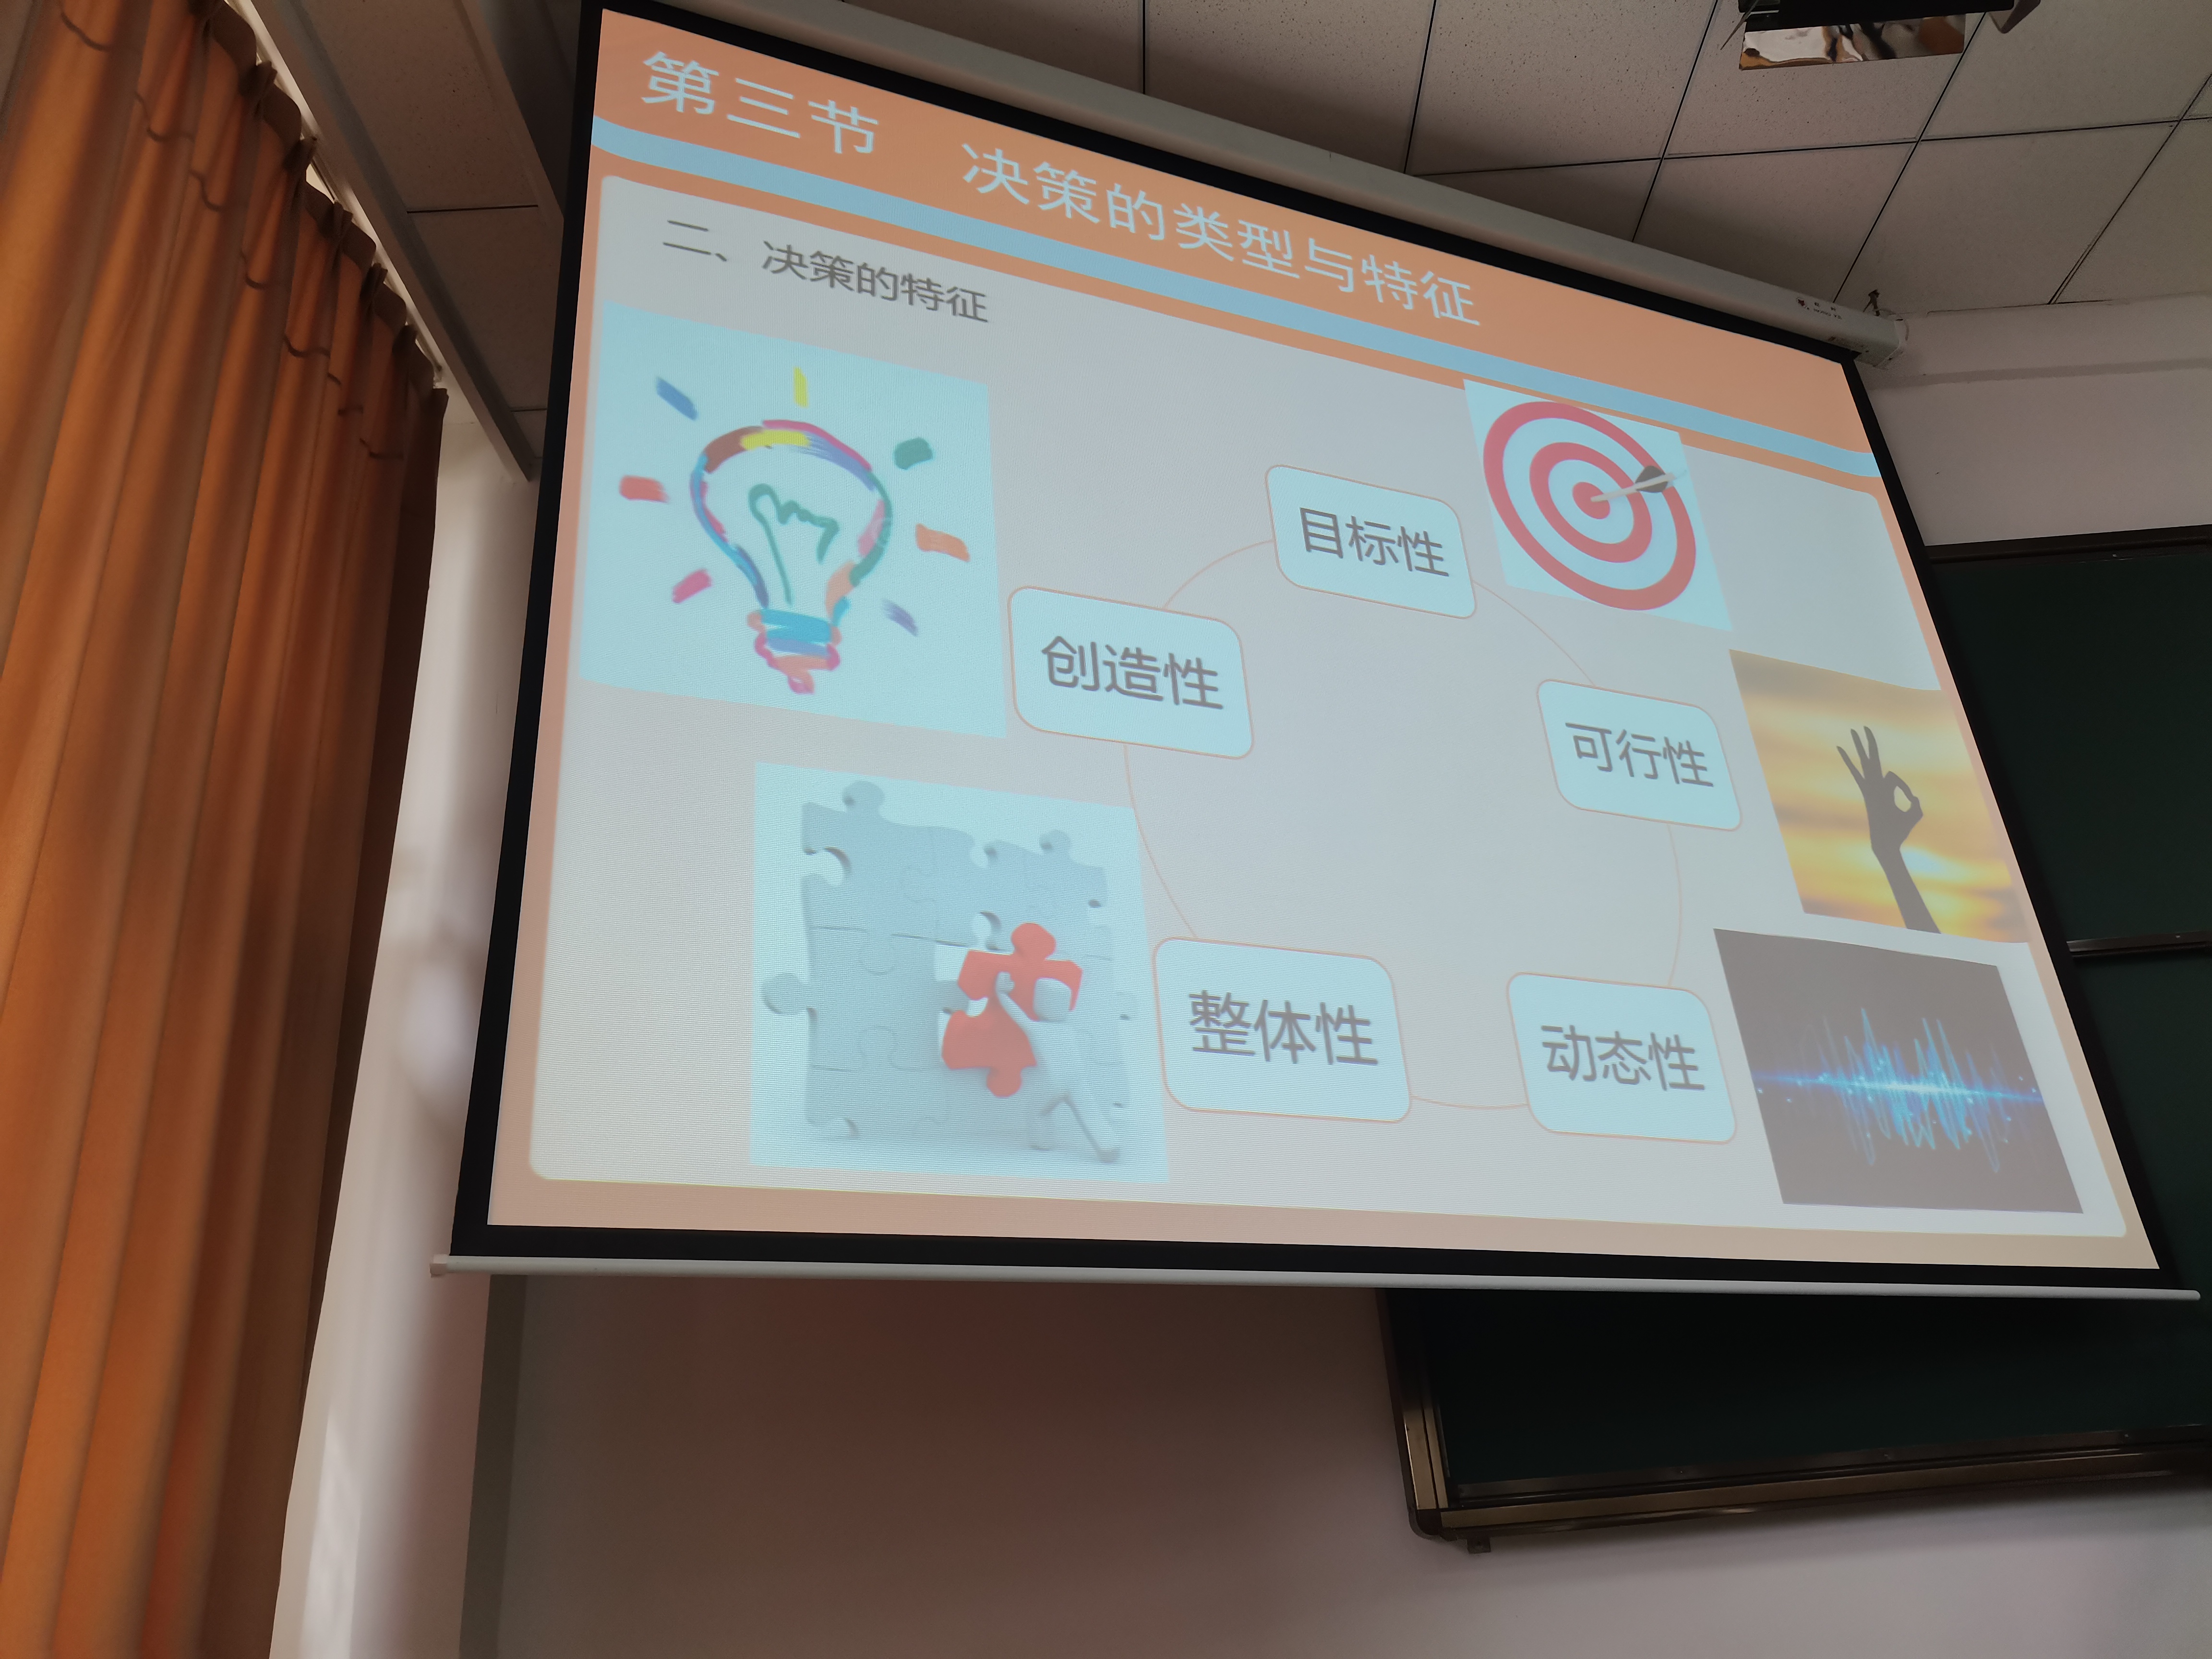 第三节 决策的类型与特征
二、决策的特征
目标性
创造性
可行性
整体性
动态性